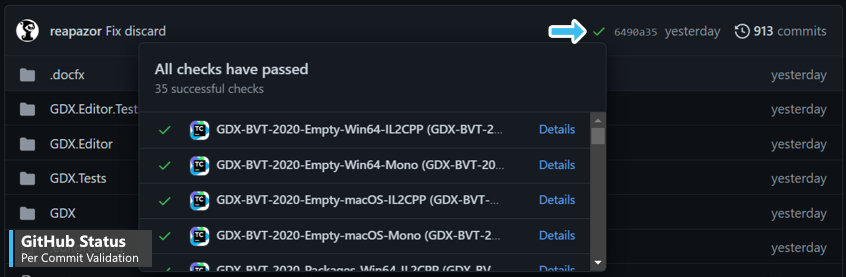 reapazor Fix discard
6490a35 yesterday 913 commits
All checks have passed
35 successful checks
.docfx yesterday
GDX.Editor.Tes yesterday
GDX-BVT-2020-Empty-Win64-IL2CPP (GDX-BVT-2... Details
GDX.Editor yesterday
GDX-BVT-2020-Empty-Win64-Mono (GDX-BVT-20... Details
GDX.Tests yesterday
GDX-BVT-2020-Empty-macOS-IL2CPP (GDX-BVT-... Details
GDX yesterday
GDX-BVT-2020-Empty-macOS-Mono (GDX-BVT-2... Details
yesterday
GDX-BVT-2020-Packages-Win64-IL2CPP (GDX-BV... Details
TC
TC
TC
TC
GitHub Status
Per Commit Validation